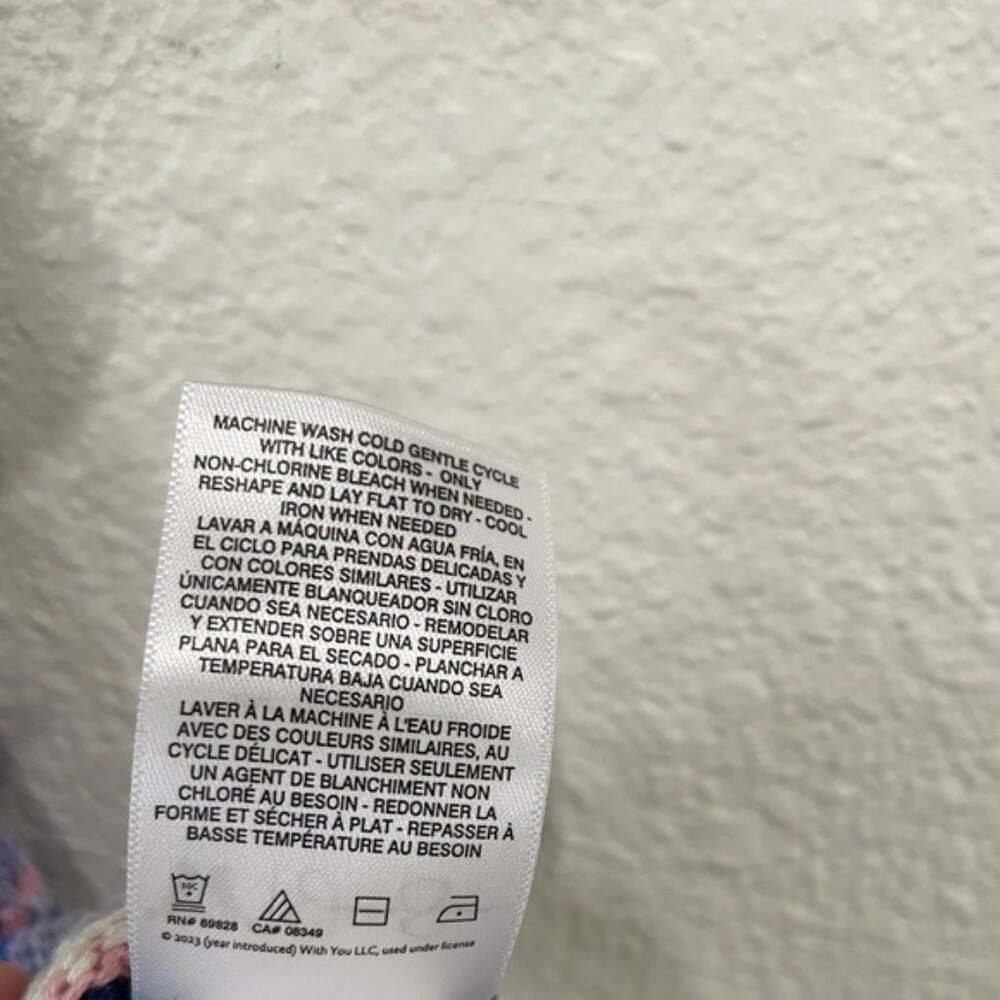 MACHINE WASH COLD GENTLE CYCLE
WITH LIKE COLORS - ONLY
NON-CHLORINE BLEACH WHEN NEEDED -
RESHAPE AND LAY FLAT TO DRY - COOL
IRON WHEN NEEDED
LAVAR A MÁQUINA CON AGUA FRÍA, EN
EL CICLO PARA PRENDAS DELICADAS Y
CON COLORES SIMILARES - UTILIZAR
ÚNICAMENTE BLANQUEADOR SIN CLORO
CUANDO SEA NECESARIO - REMODELAR
Y EXTENDER SOBRE UNA SUPERFICIE
PLANA PARA EL SECADO - PLANCHAR A
TEMPERATURA BAJA CUANDO SEA
NECESARIO
LAVER À LA MACHINE À L'EAU FROIDE
AVEC DES COULEURS SIMILAIRES, AU
CYCLE DÉLICAT - UTILISER SEULEMENT
UN AGENT DE BLANCHIMENT NON
CHLORÉ AU BESOIN - REDONNER LA
FORME ET SÉCHER À PLAT - REPASSER À
BASSE TEMPÉRATURE AU BESOIN
30C
RN# 89828 CA# 08349
© 2023 (year introduced) With You LLC, used under license